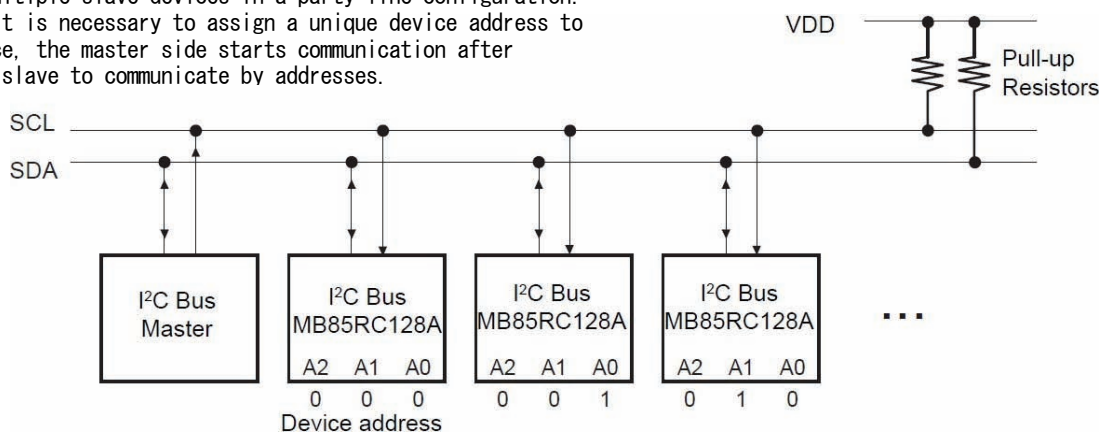 t is necessary to assign a unique device address to
se, the master side starts communication after
slave to communicate by addresses.
VDD
Pull-up
Resistors
SCL
SDA
I²C Bus
Master
I²C Bus
MB85RC128A
A2 A1 A0
0 0 0
Device address
I²C Bus
MB85RC128A
A2 A1 A0
0 0 1
I²C Bus
MB85RC128A
A2 A1 A0
0 1 0
...